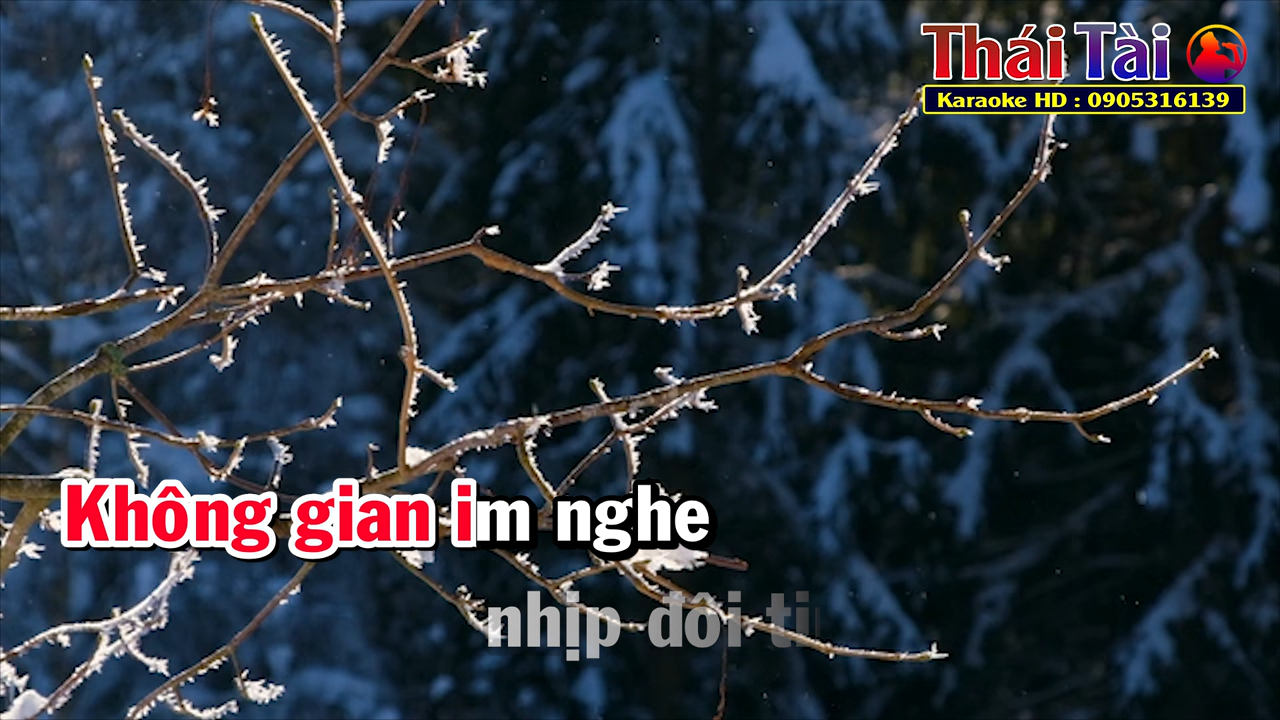 Thái Tài
Karaoke HD : 0905316139
Không gian im nghe
nhịp đôi